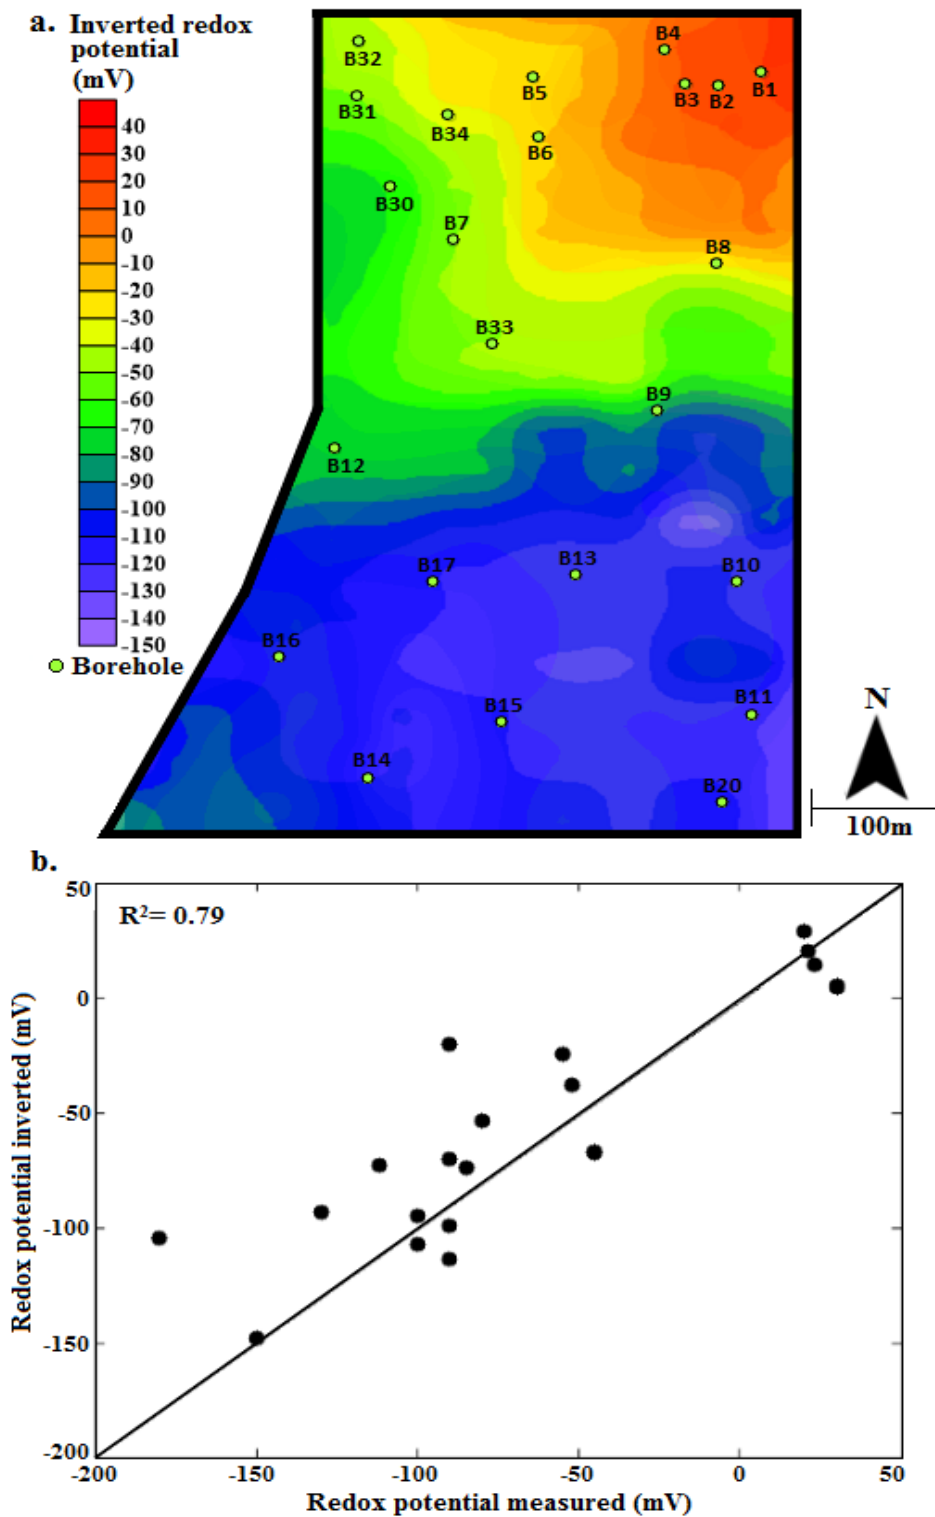 a. Inverted redox
potential
(mV)
40
30
20
10
0
-10
-20
-30
-40
-50
-60
-70
-80
-90
-100
-110
-120
-130
-140
-150
Borehole
B32
B31
B34
B5
B6
B4
B3
B2
B1
B30
B7
B8
B33
B9
B12
B17
B13
B10
B16
B15
B11
B14
B20
N
100m
b.
R²= 0.79
50
0
-50
-100
-150
-200
-200
-150
-100
-50
0
50
Redox potential inverted (mV)
Redox potential measured (mV)